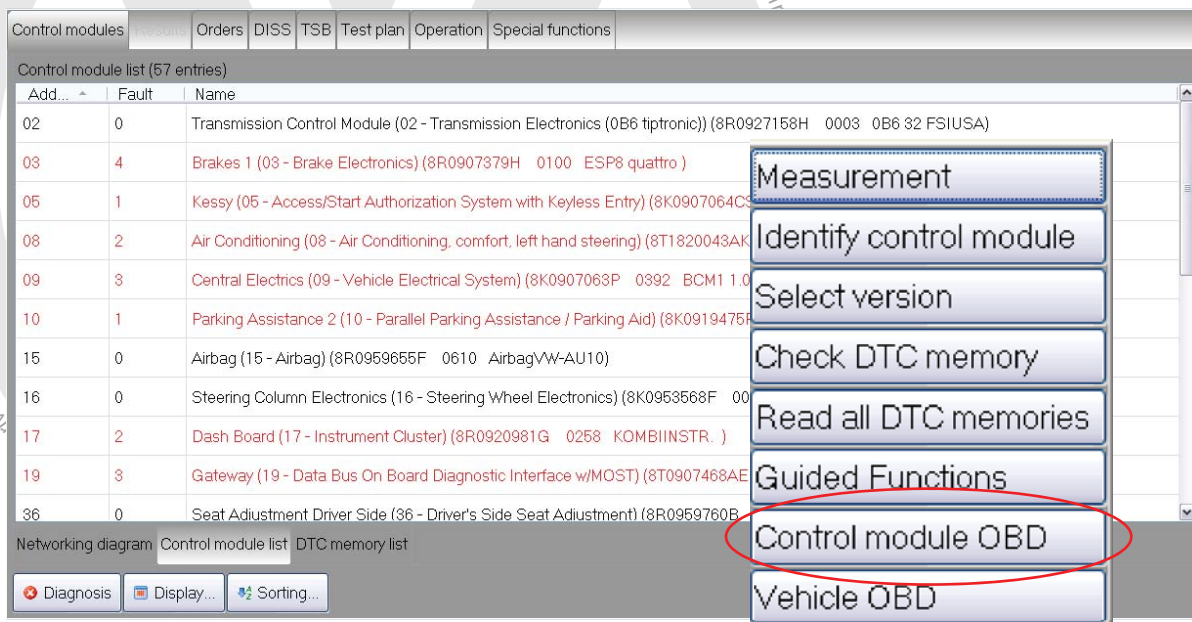 Control modules Results Orders DISS TSB Test plan Operation Special functions
Control module list (57 entries)
Add... Fault Name
02 0 Transmission Control Module (02 - Transmission Electronics (0B6 tiptronic)) (8R0927158H 0003 0B6 32 FSIUSA)
03 4 Brakes 1 (03 - Brake Electronics) (8R0907379H 0100 ESP8 quattro )
05 1 Kessy (05 - Access/Start Authorization System with Keyless Entry) (8K0907064CS
08 2 Air Conditioning (08 - Air Conditioning, comfort, left hand steering) (8T1820043AK
09 3 Central Electrics (09 - Vehicle Electrical System) (8K0907063P 0392 BCM1 1.0
10 1 Parking Assistance 2 (10 - Parallel Parking Assistance / Parking Aid) (8K0919475
15 0 Airbag (15 - Airbag) (8R0959655F 0610 AirbagVW-AU10)
16 0 Steering Column Electronics (16 - Steering Wheel Electronics) (8K0953568F 00
17 2 Dash Board (17 - Instrument Cluster) (8R0920981G 0258 KOMBIINSTR. )
19 3 Gateway (19 - Data Bus On Board Diagnostic Interface w/MOST) (8T0907468AE
36 0 Seat Adjustment Driver Side (36 - Driver's Side Seat Adjustment) (8R0959760B
Measurement
Identify control module
Select version
Check DTC memory
Read all DTC memories
Guided Functions
Control module OBD
Vehicle OBD
Networking diagram Control module list DTC memory list
Diagnosis Display... Sorting...